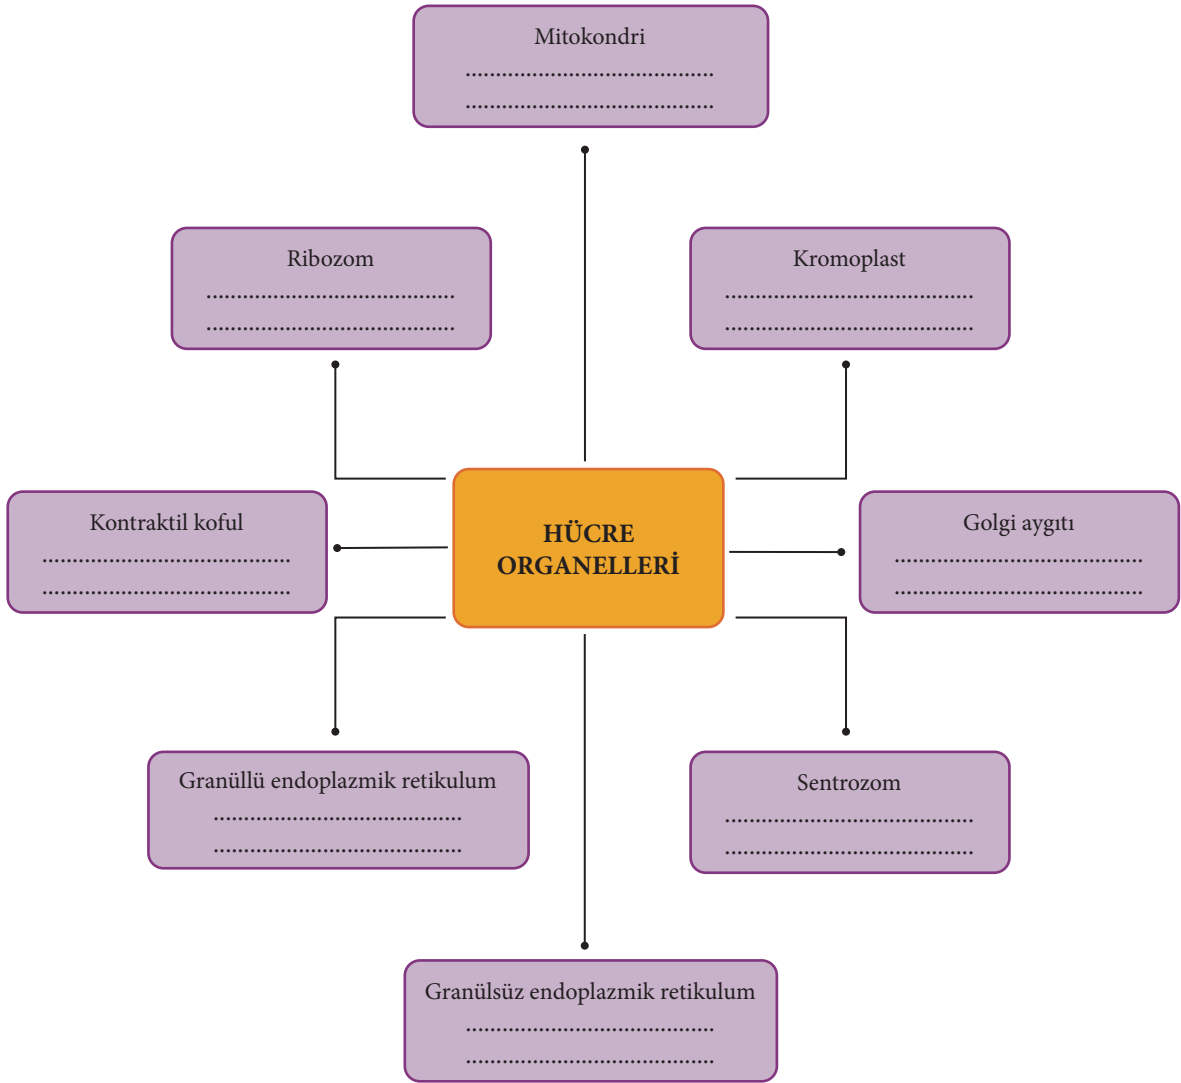 Mitokondri
.........................................
.........................................
Ribozom
.........................................
.........................................
Kromoplast
.........................................
.........................................
Kontraktil koful
.........................................
.........................................
HÜCRE
ORGANELLERİ
Golgi aygıtı
.........................................
.........................................
Granüllü endoplazmik retikulum
.........................................
.........................................
Sentrozom
.........................................
.........................................
Granülsüz endoplazmik retikulum
.........................................
.........................................